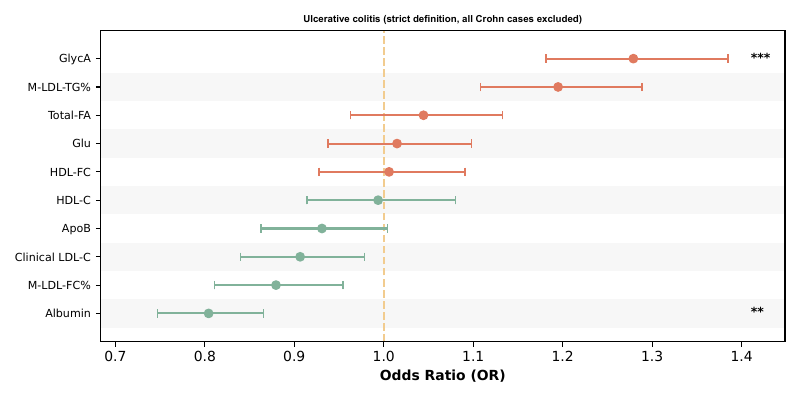 Ulcerative colitis (strict definition, all Crohn cases excluded)
GlycA ***
M-LDL-TG%
Total-FA
Glu
HDL-FC
HDL-C
ApoB
Clinical LDL-C
M-LDL-FC%
Albumin **
0.7 0.8 0.9 1.0 1.1 1.2 1.3 1.4
Odds Ratio (OR)